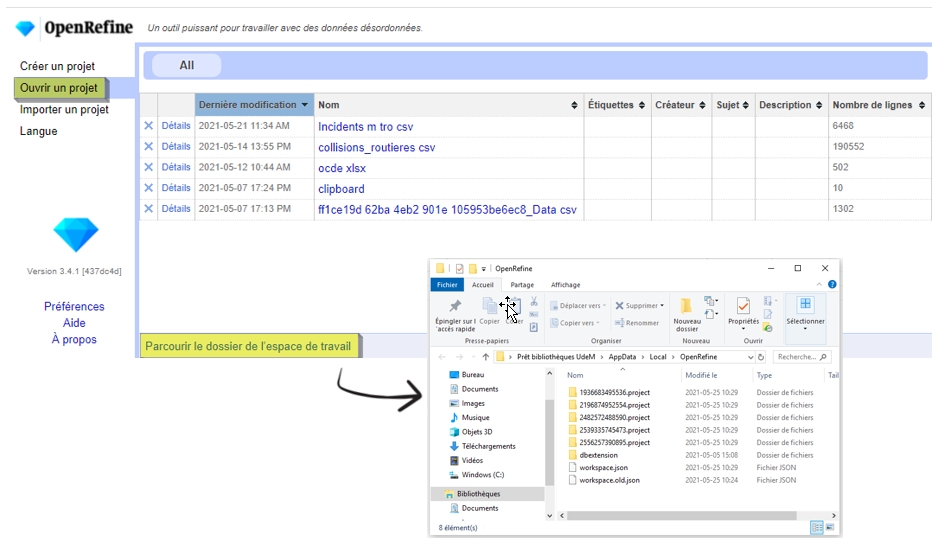 OpenRefine Un outil puissant pour travailler avec des données désordonnées.
Créer un projet
Ouvrir un projet
Importer un projet
Langue
All
Dernière modification Nom Étiquettes Créateur Sujet Description Nombre de lignes
Détails 2021-05-21 11:34 AM Incidents m tro csv 6468
Détails 2021-05-14 13:55 PM collisions_routieres csv 190552
Détails 2021-05-12 10:44 AM ocde xlsx 502
Détails 2021-05-07 17:24 PM clipboard 10
Détails 2021-05-07 17:13 PM ff1ce19d 62ba 4eb2 901e 105953be6ec8_Data csv 1302
Version 3.4.1 [437dc4d]
Préférences
Aide
À propos
Parcourir le dossier de l'espace de travail
OpenRefine
Fichier Accueil Partage Affichage
Épingler sur l'accès rapide
Copier
Déplacer vers
Copier vers
Supprimer
Renommer
Nouveau dossier
Propriétés
Sélectionner
Presse-papiers Organiser Nouveau Ouvrir
Prêt bibliothèques UdeM > AppData > Local > OpenRefine
Recherche...
Bureau
Documents
Images
Musique
Objets 3D
Téléchargements
Vidéos
Windows (C:)
Bibliothèques
Documents
Nom Modifié le Type Tail
1936683495536.project 2021-05-25 10:29 Dossier de fichiers
2196874952554.project 2021-05-25 10:29 Dossier de fichiers
2482572488590.project 2021-05-25 10:29 Dossier de fichiers
2539335745473.project 2021-05-25 10:29 Dossier de fichiers
2556257390895.project 2021-05-25 10:29 Dossier de fichiers
dbextension 2021-05-05 15:08 Dossier de fichiers
workspace.json 2021-05-25 10:29 Fichier JSON
workspace.old.json 2021-05-25 10:24 Fichier JSON
8 élément(s)